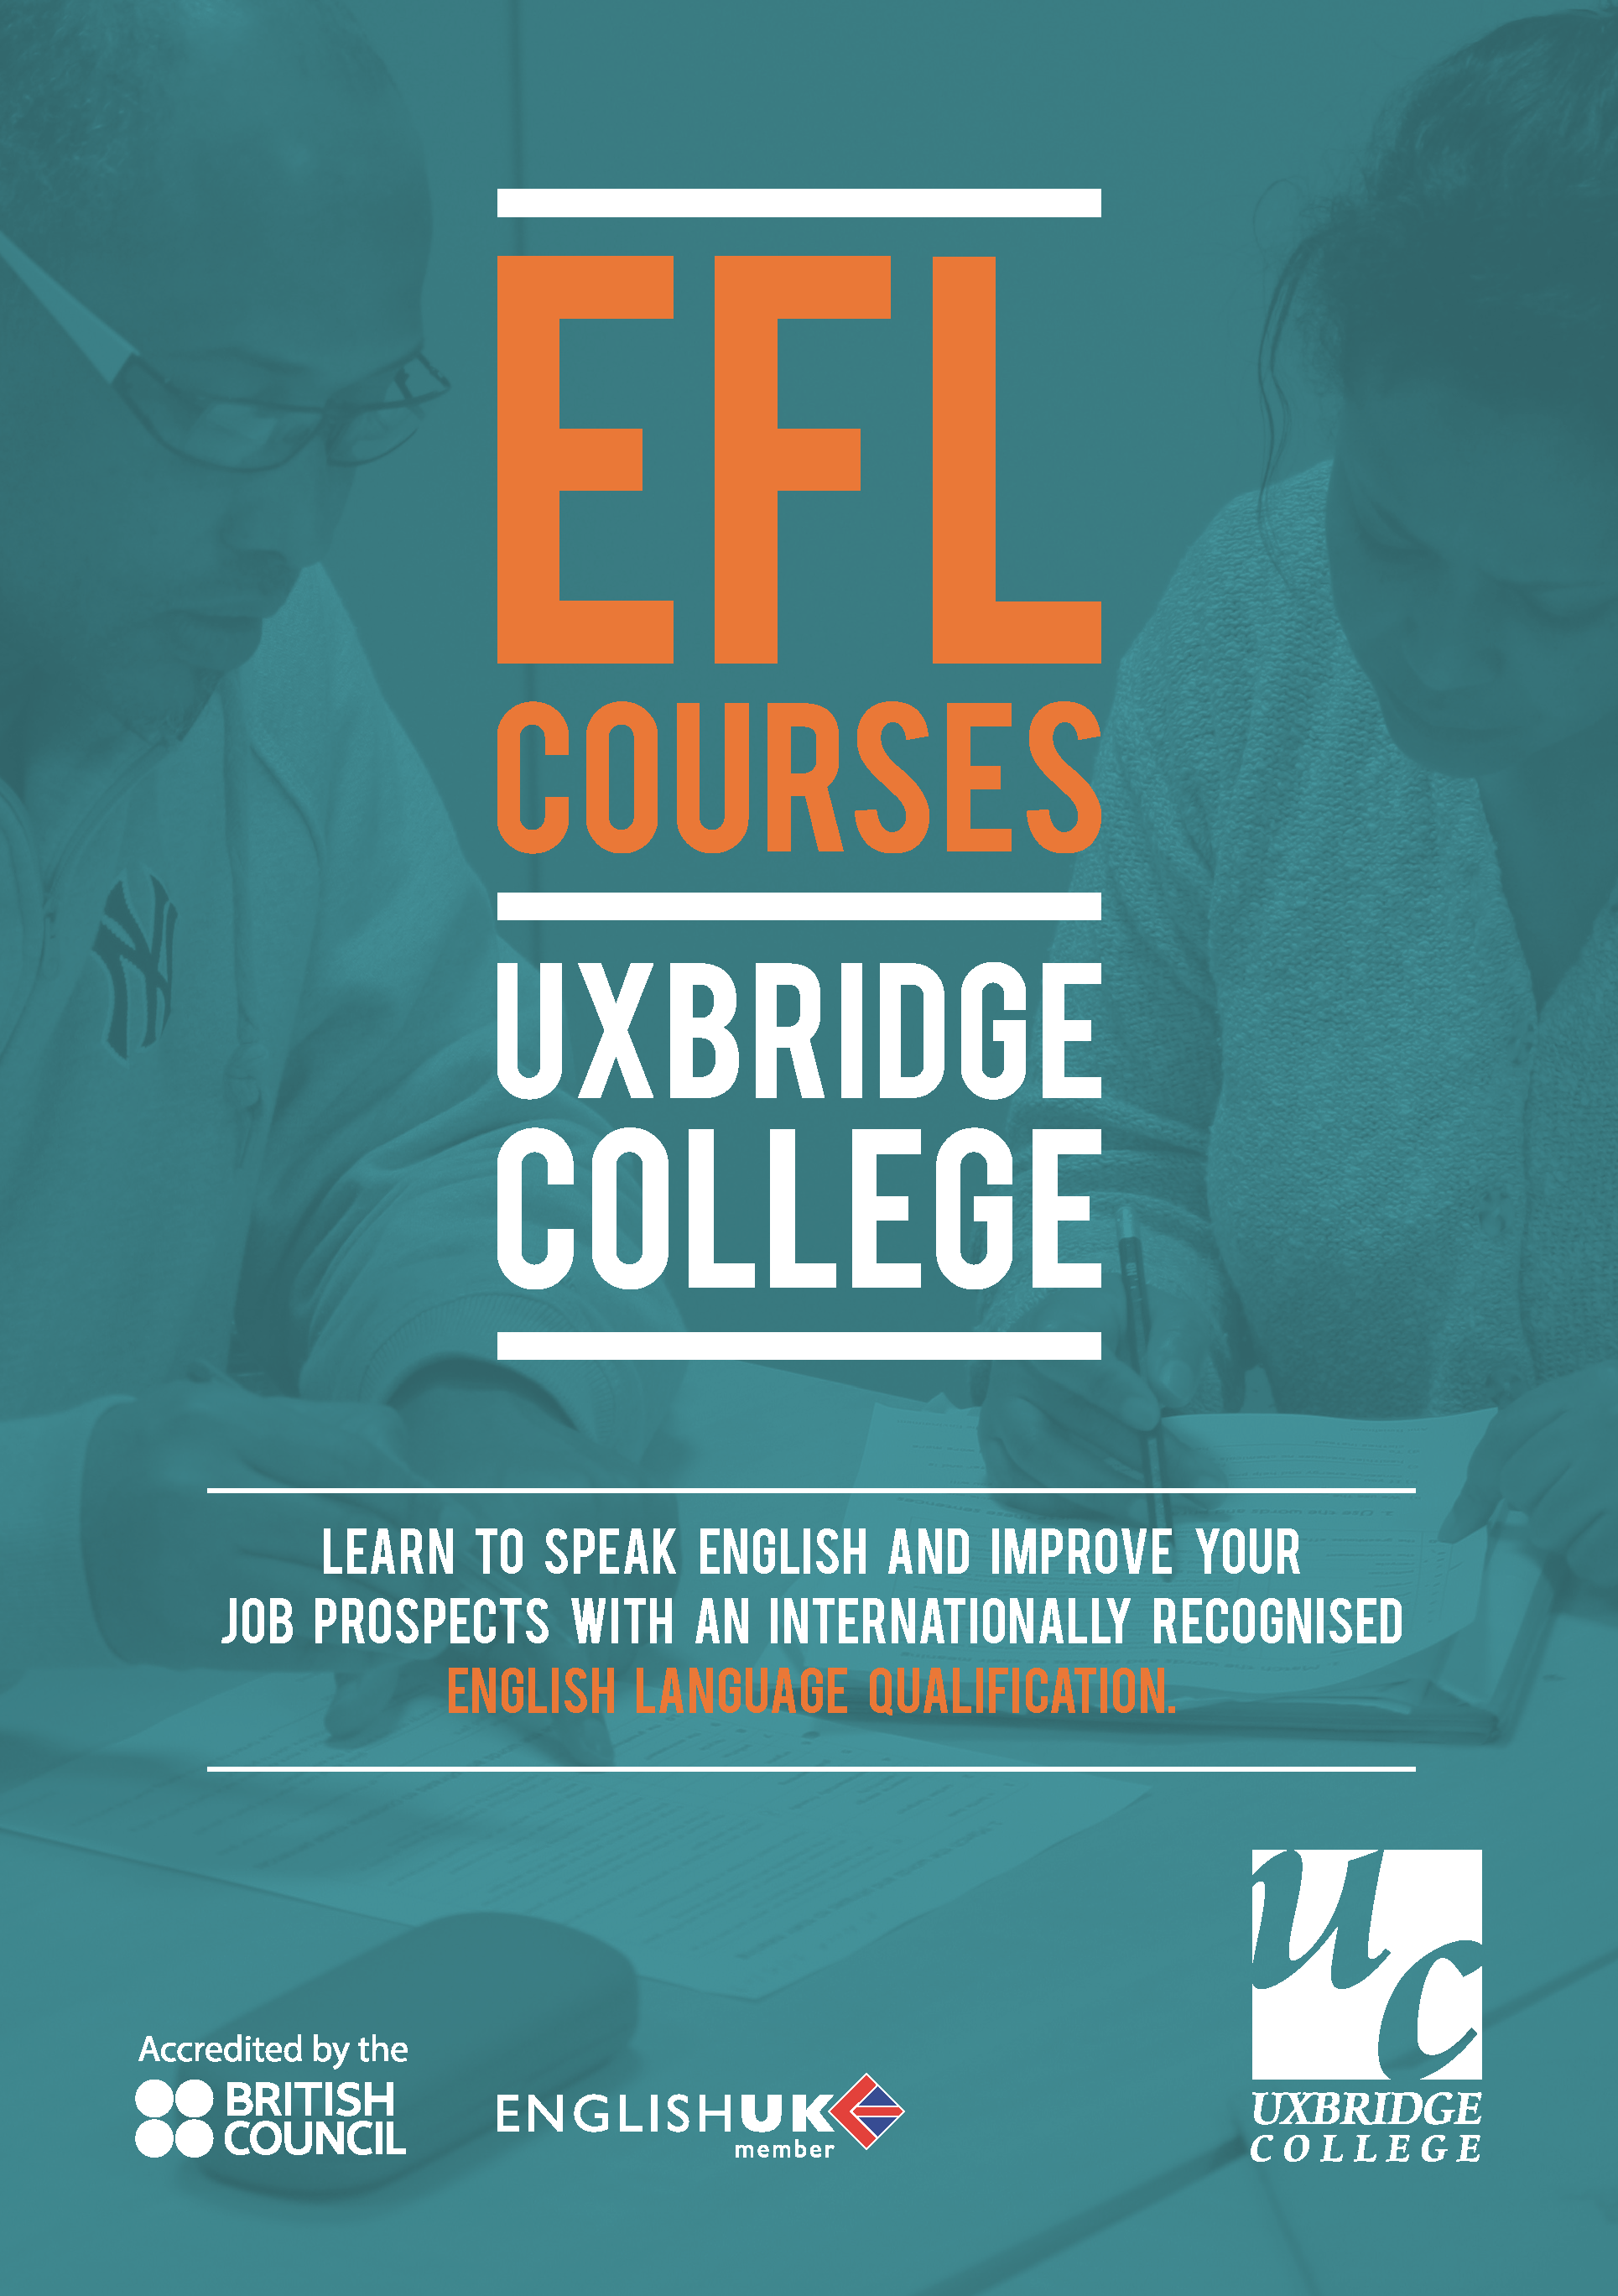 EFL
COURSES
UXBRIDGE
COLLEGE
LEARN TO SPEAK ENGLISH AND IMPROVE YOUR
JOB PROSPECTS WITH AN INTERNATIONALLY RECOGNISED
ENGLISH LANGUAGE QUALIFICATION.
uc
UXBRIDGE
COLLEGE
Accredited by the
BRITISH
COUNCIL
ENGLISHUK
member